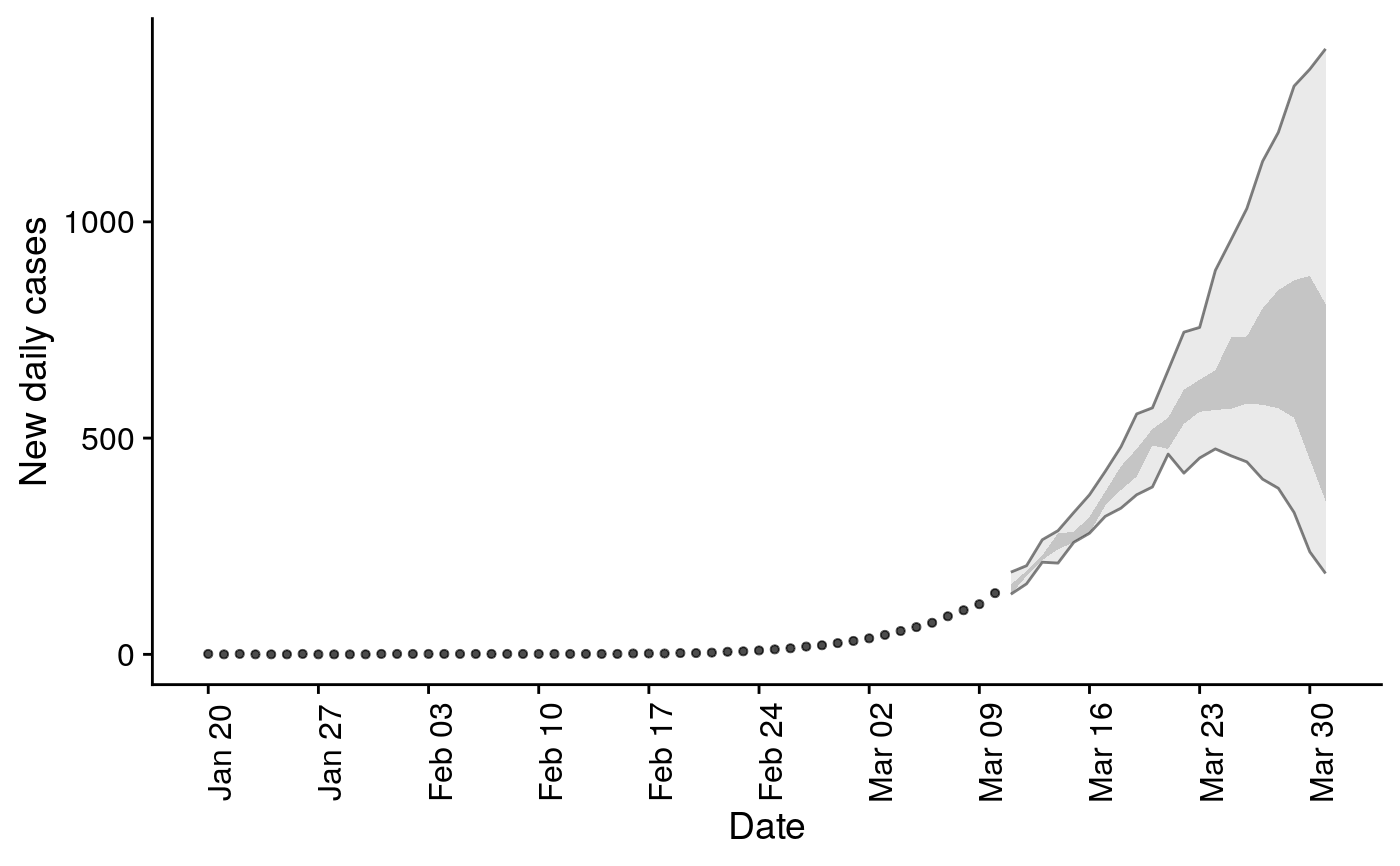 New daily cases
1000
500
0
Jan 20
Jan 27
Feb 03
Feb 10
Feb 17
Feb 24
Mar 02
Mar 09
Mar 16
Mar 23
Mar 30
Date